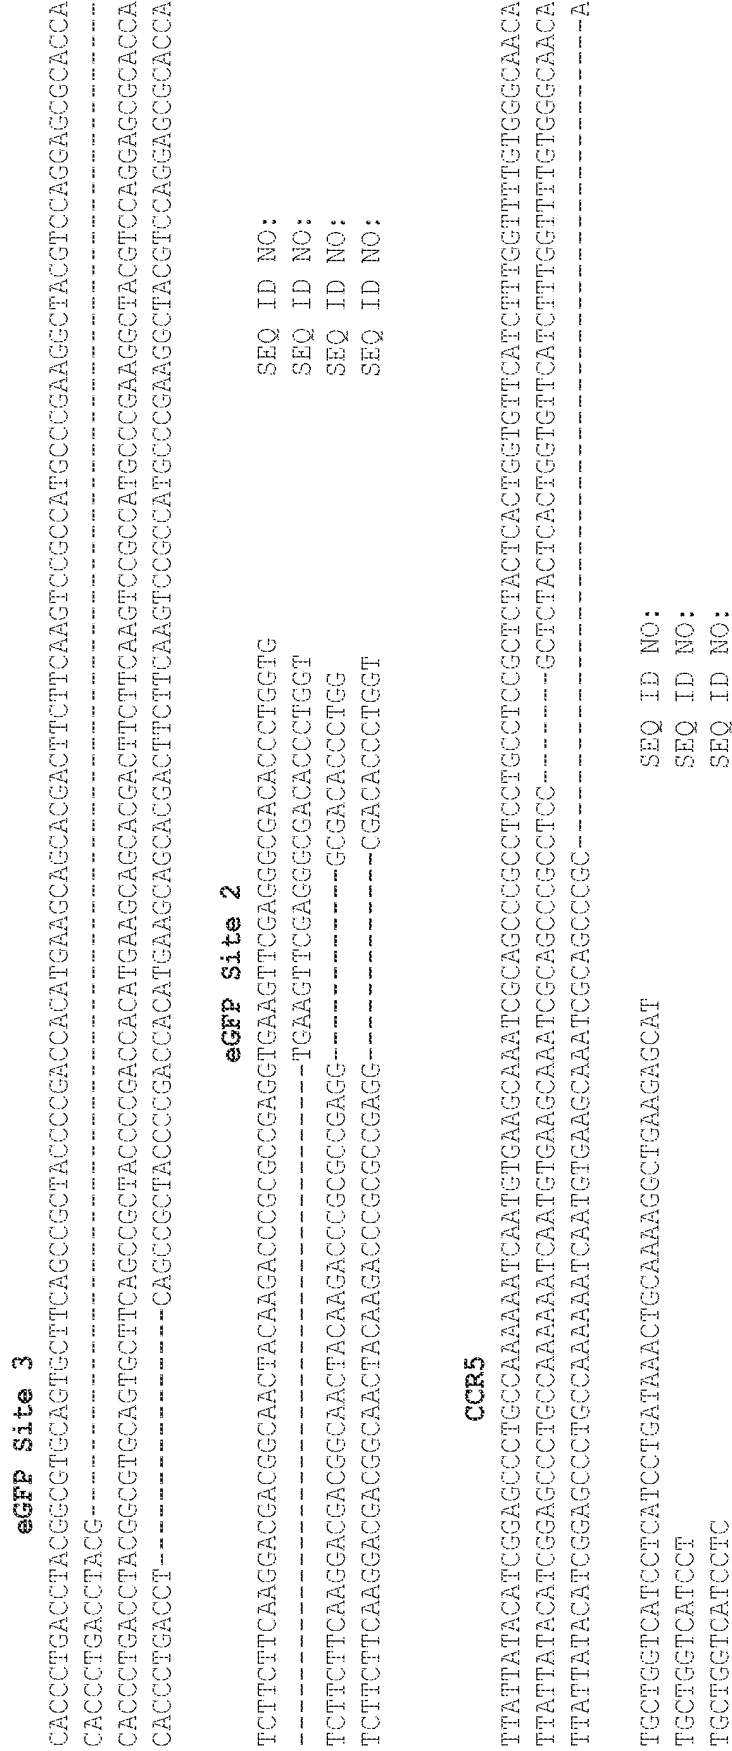 eGFP Site 3
CACCCTGACCTACGGCGTGCAGTGCTTCAGCCGCTACCCCGACCACATGAAGCAGCACGACTTCTTCAAGTCCGCCATGCCCGAAGGCTACGTCCAGGAGCGCACCA
CACCCTGACCTACG---------------------------------------------------------------------------------------------
CACCCTGACCTACGGCGTGCAGTGCTTCAGCCGCTACCCCGACCACATGAAGCAGCACGACTTCTTCAAGTCCGCCATGCCCGAAGGCTACGTCCAGGAGCGCACCA
CACCCTGACCT----------------CAGCCGCTACCCCGACCACATGAAGCAGCACGACTTCTTCAAGTCCGCCATGCCCGAAGGCTACGTCCAGGAGCGCACCA
eGFP Site 2
TCTTCTTCAAGGACGACGGCAACTACAAGACCCGCGCCGAGGTGAAGTTCGAGGGCGACACCCTGGTG SEQ ID NO:
------------------------------------------TGAAGTTCGAGGGCGACACCCTGGT SEQ ID NO:
TCTTCTTCAAGGACGACGGCAACTACAAGACCCGCGCCGAGG------------GCGACACCCTGG SEQ ID NO:
TCTTCTTCAAGGACGACGGCAACTACAAGACCCGCGCCGAGG-------------CGACACCCTGGT SEQ ID NO:
CCR5
TTATTATACATCGGAGCCCTGCCAAAAAATCAATGTGAAGCAAATCGCAGCCCGCCTCCTGCCTCCGCTCTACTCACTGGTGTTCATCTTTGGTTTTGTGGGCAACA
TTATTATACATCGGAGCCCTGCCAAAAAATCAATGTGAAGCAAATCGCAGCCCGCCTCC-------GCTCTACTCACTGGTGTTCATCTTTGGTTTTGTGGGCAACA
TTATTATACATCGGAGCCCTGCCAAAAAATCAATGTGAAGCAAATCGCAGCCCGC---------------------------------------------------A
TGCTGGTCATCCTCATCCTGATAAACTGCAAAAGGCTGAAGAGCAT SEQ ID NO:
TGCTGGTCATCCT SEQ ID NO:
TGCTGGTCATCCTC SEQ ID NO: